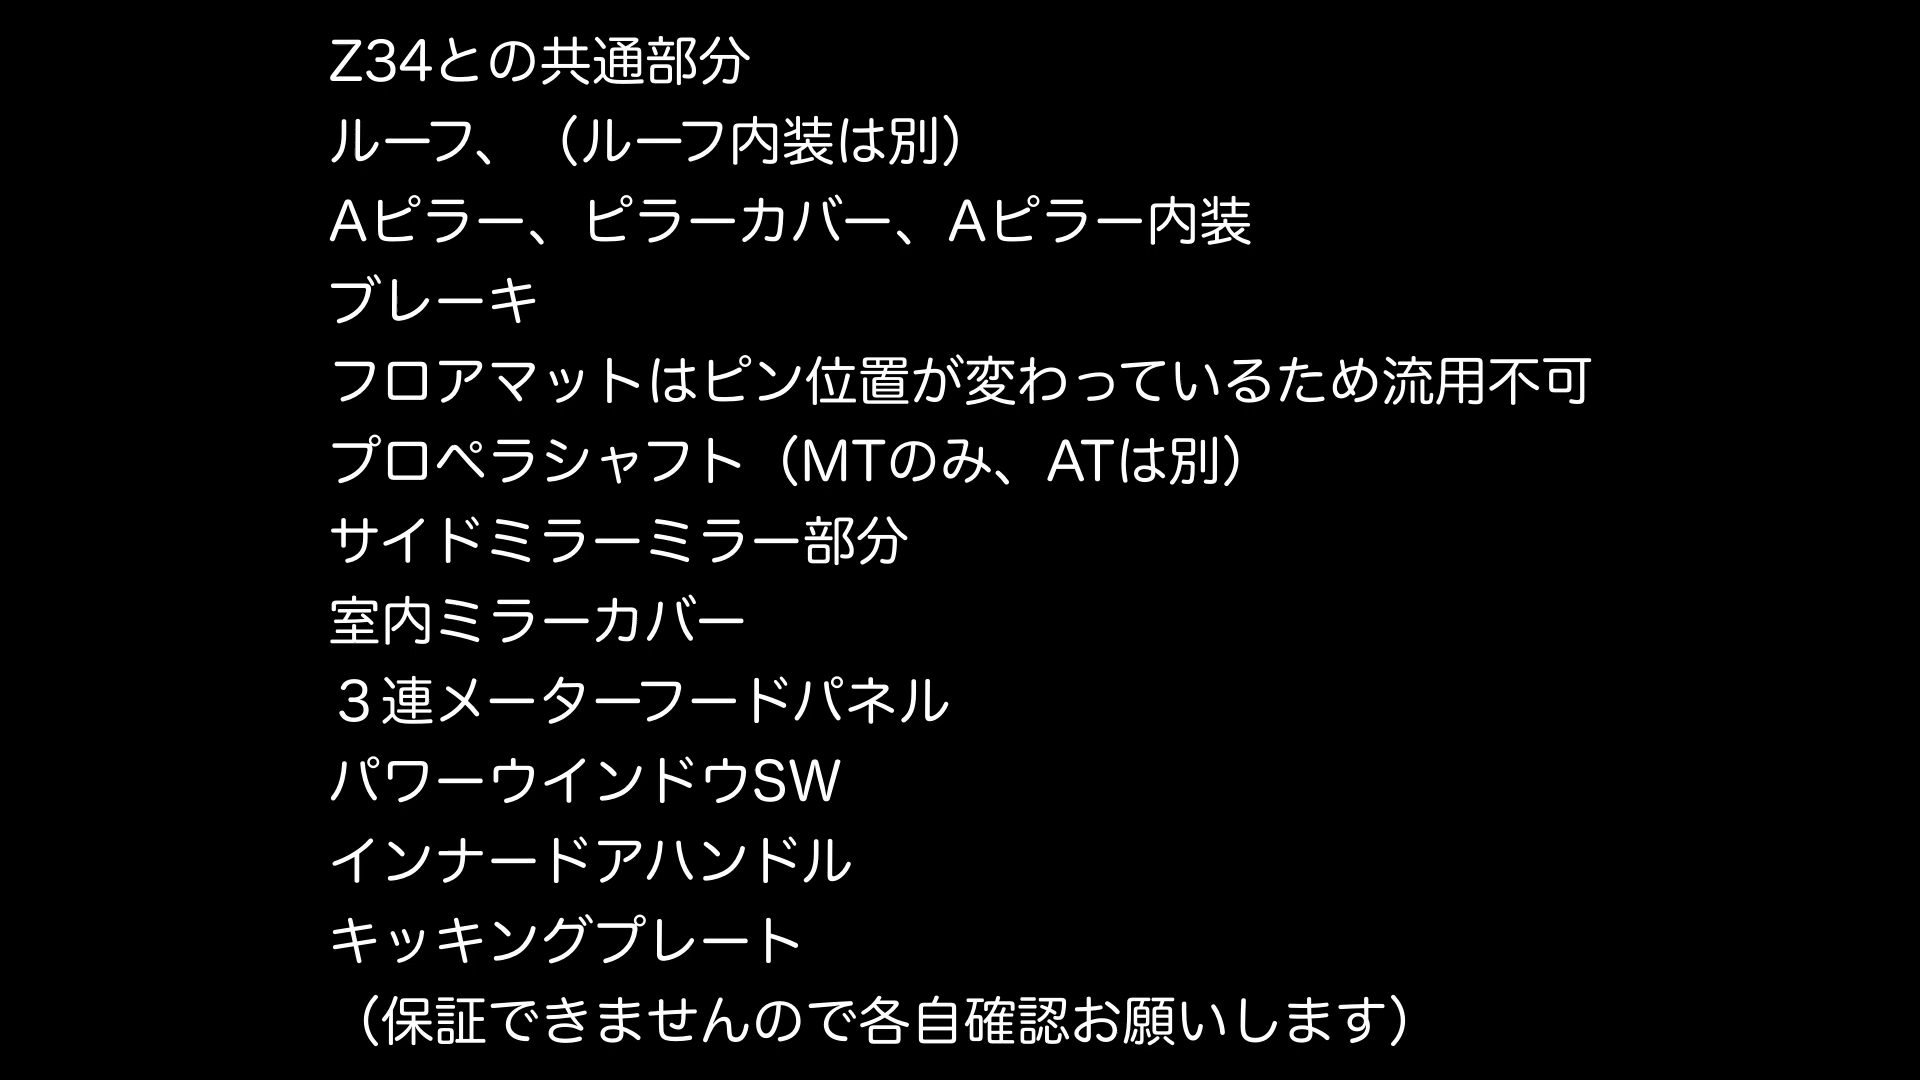 Z34との共通部分
ルーフ、（ルーフ内装は別）
Aピラー、ピラーカバー、Aピラー内装
ブレーキ
フロアマットはピン位置が変わっているため流用不可
プロペラシャフト（MTのみ、ATは別）
サイドミラーミラー部分
室内ミラーカバー
３連メーターフードパネル
パワーウインドウSW
インナードアハンドル
キッキングプレート
（保証できませんので各自確認お願いします）